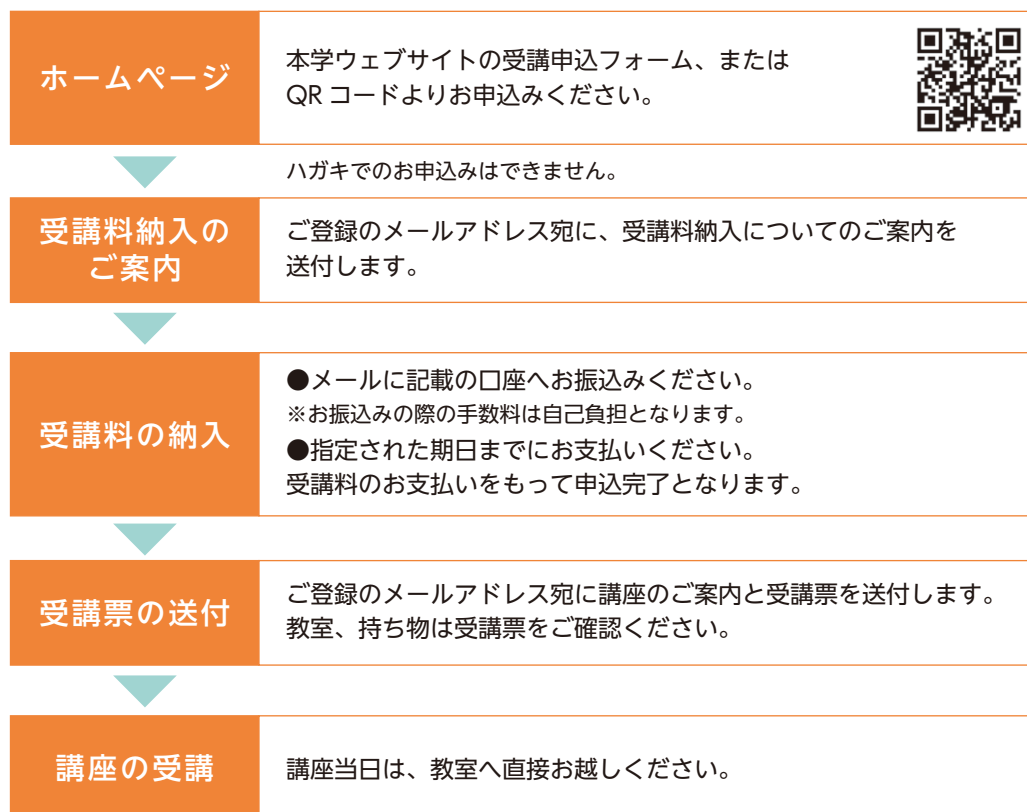 ホームページ
本学ウェブサイトの受講申込フォーム、または
QRコードよりお申込みください。
ハガキでのお申込みはできません。
受講料納入の
ご案内
ご登録のメールアドレス宛に、受講料納入についてのご案内を
送付します。
受講料の納入
●メールに記載の口座へお振込みください。
※お振込みの際の手数料は自己負担となります。
●指定された期日までにお支払いください。
受講料のお支払いをもって申込完了となります。
受講票の送付
ご登録のメールアドレス宛に講座のご案内と受講票を送付します。
教室、持ち物は受講票をご確認ください。
講座の受講
講座当日は、教室へ直接お越しください。